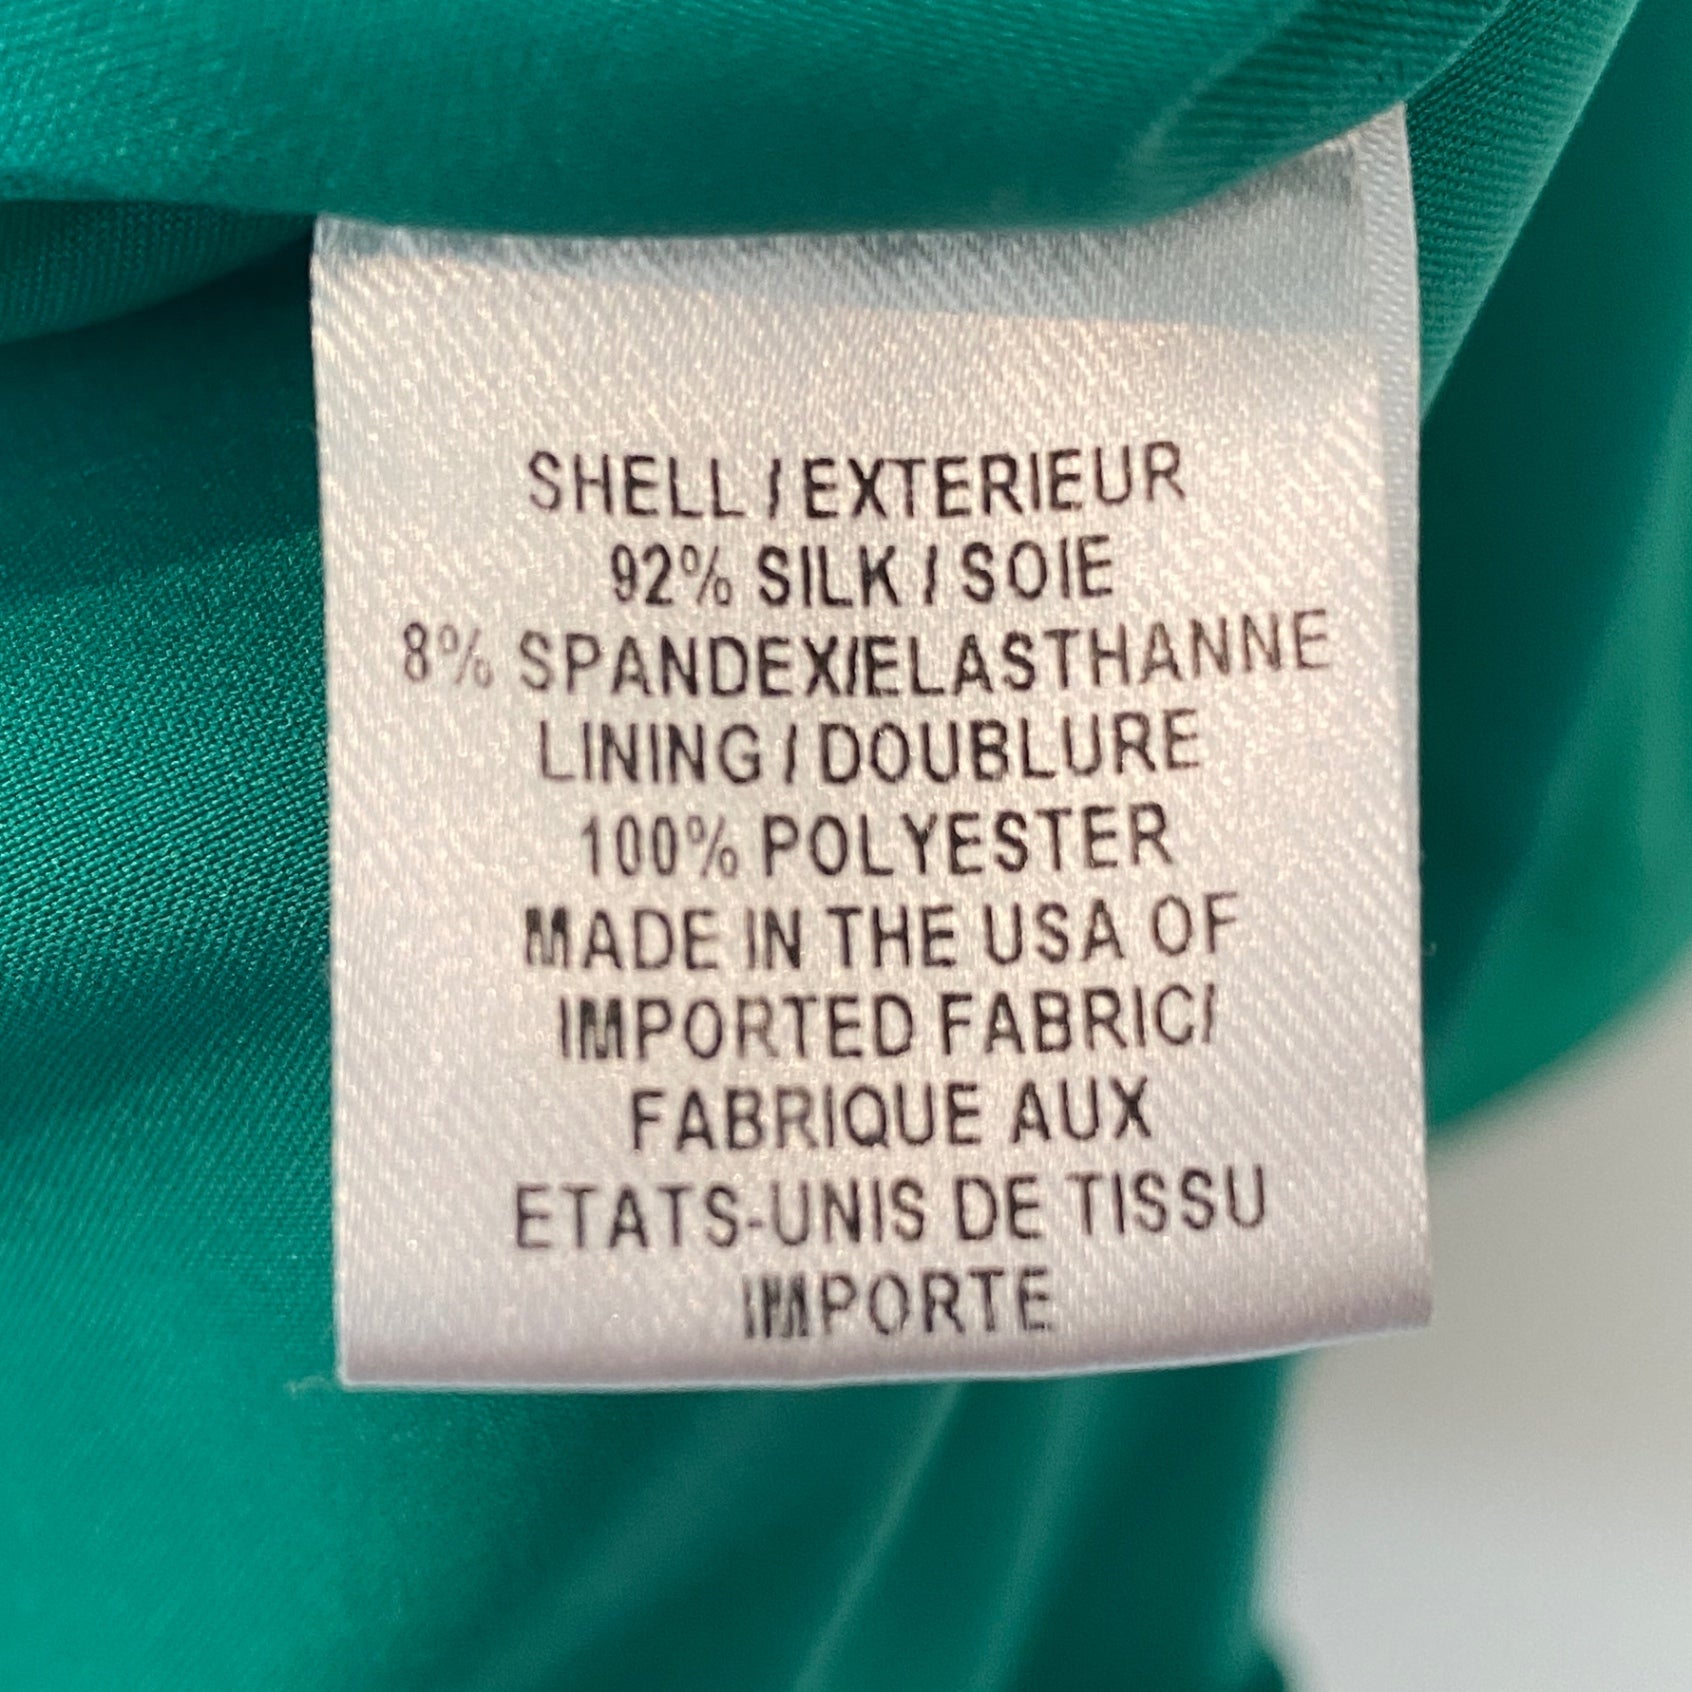 SHELL / EXTERIEUR
92% SILK / SOIE
8% SPANDEX/ELASTHANNE
LINING / DOUBLURE
100% POLYESTER
MADE IN THE USA OF
IMPORTED FABRIC/
FABRIQUE AUX
ETATS-UNIS DE TISSU
IMPORTE